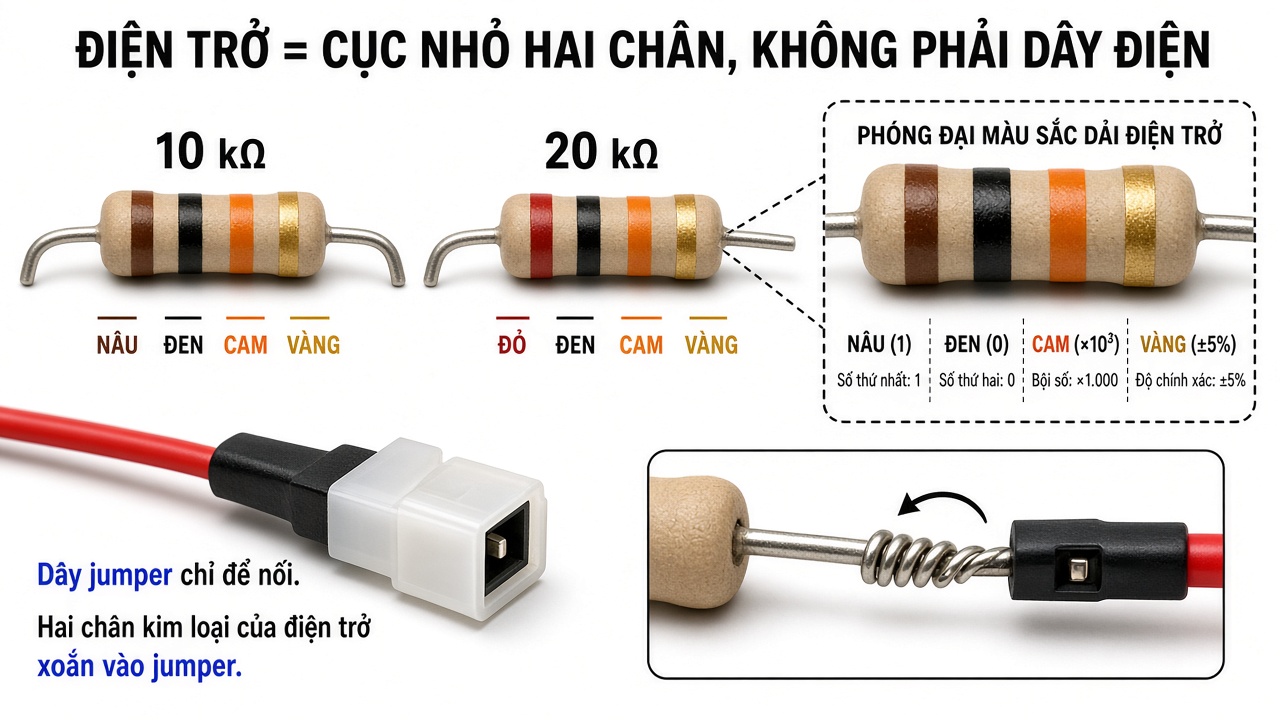 ĐIỆN TRỞ = CỤC NHỎ HAI CHÂN, KHÔNG PHẢI DÂY ĐIỆN
10 kΩ
NÂU ĐEN CAM VÀNG
20 kΩ
ĐỎ ĐEN CAM VÀNG
PHÓNG ĐẠI MÀU SẮC DẢI ĐIỆN TRỞ
NÂU (1) ĐEN (0) CAM (×10³) VÀNG (±5%)
Số thứ nhất: 1 Số thứ hai: 0 Bội số: ×1.000 Độ chính xác: ±5%
Dây jumper chỉ để nối.
Hai chân kim loại của điện trở
xoắn vào jumper.